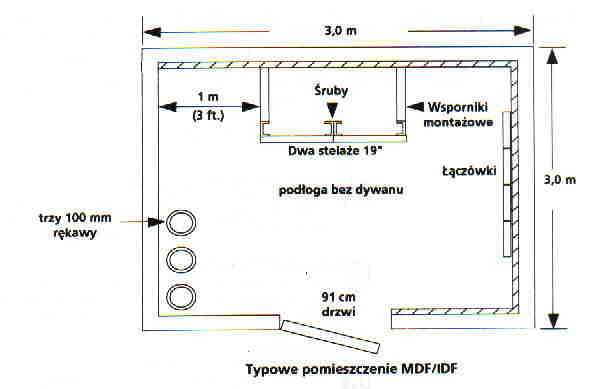 3,0 m
1 m
(3 ft.)
Śruby
Wsporniki
montażowe
Dwa stelaże 19"
Łączówki
3,0 m
podłoga bez dywanu
trzy 100 mm
rękawy
91 cm
drzwi
Typowe pomieszczenie MDF/IDF